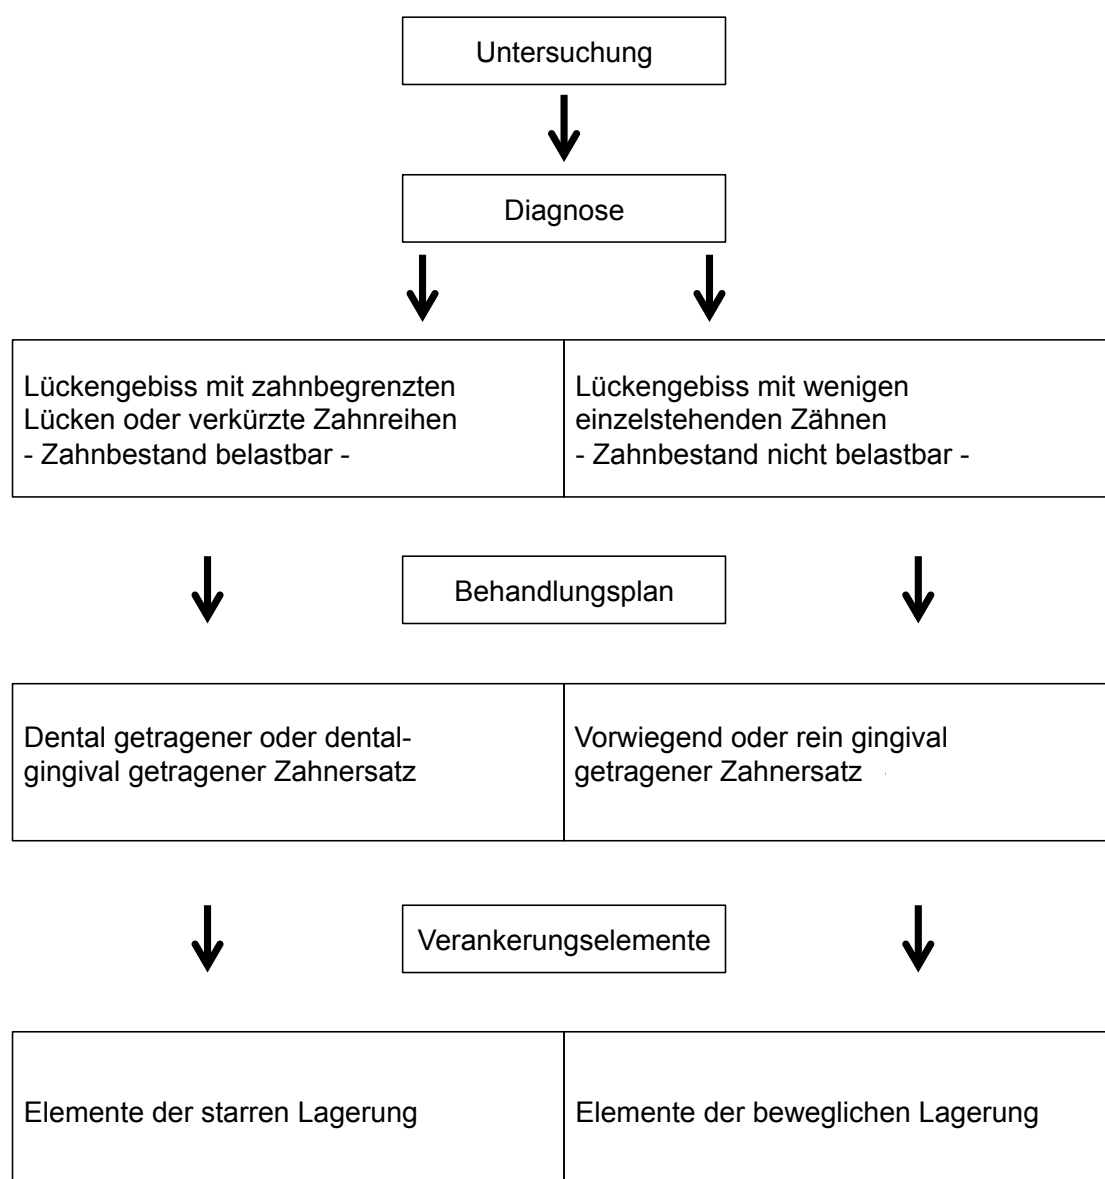 Untersuchung
Diagnose
Lückengebiss mit zahnbegrenzten
Lücken oder verkürzte Zahnreihen
- Zahnbestand belastbar -
Lückengebiss mit wenigen
einzelstehenden Zähnen
- Zahnbestand nicht belastbar -
Behandlungsplan
Dental getragener oder dental-
gingival getragener Zahnersatz
Vorwiegend oder rein gingival
getragener Zahnersatz
Verankerungselemente
Elemente der starren Lagerung
Elemente der beweglichen Lagerung